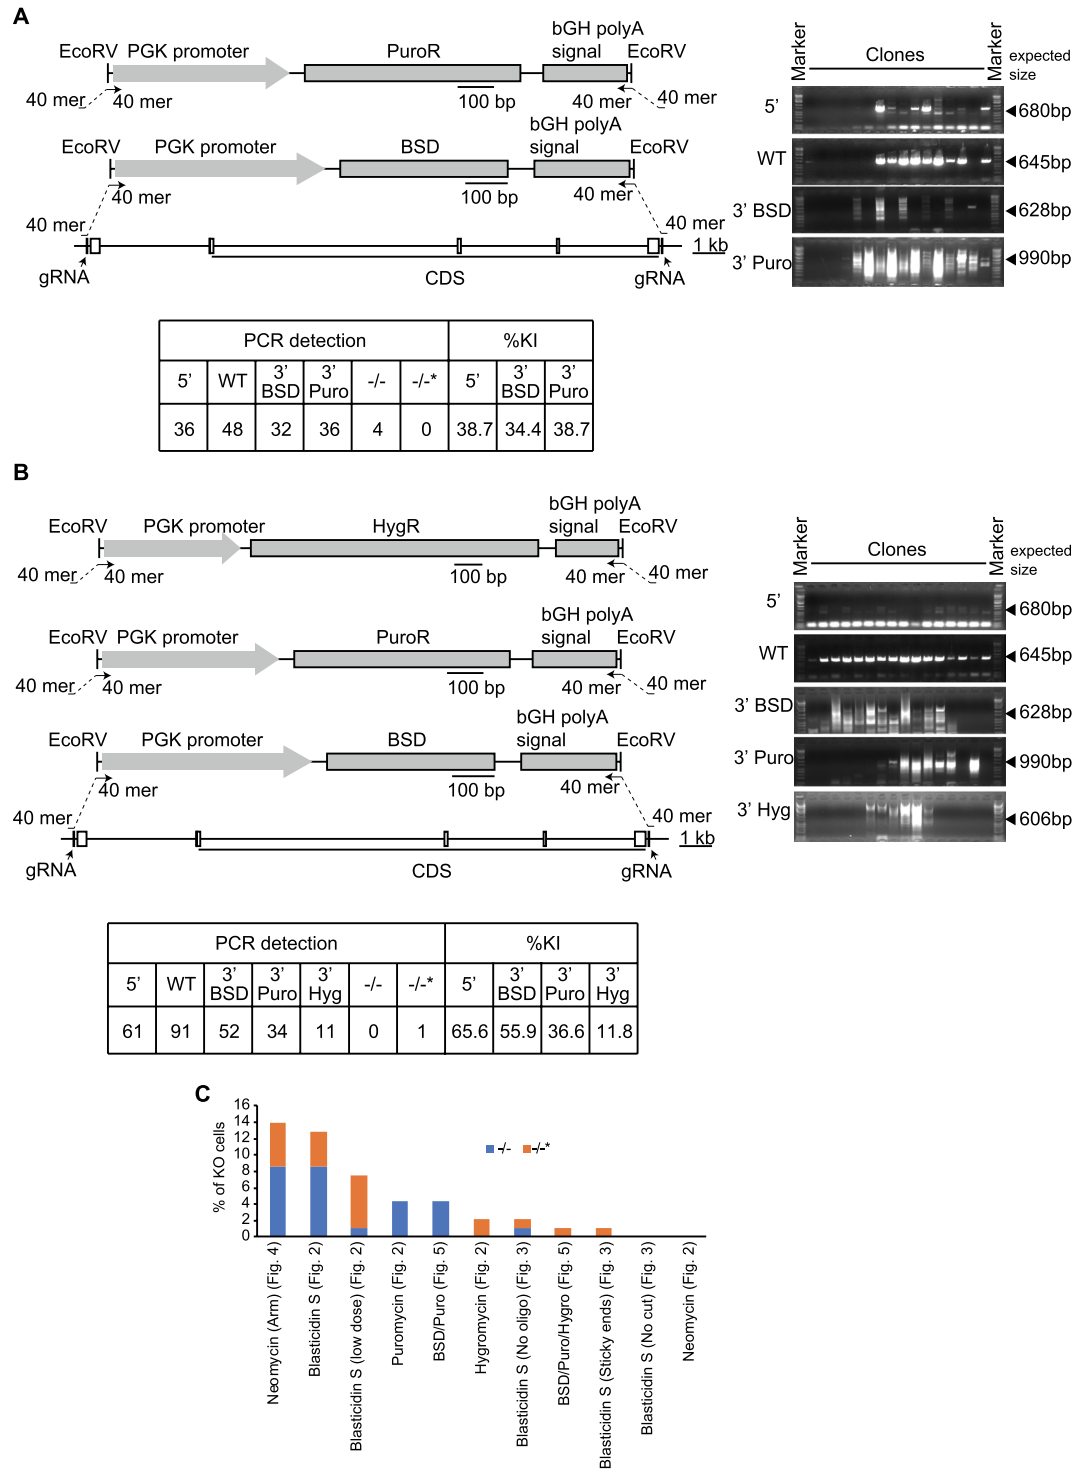 A
EcoRV PGK promoter PuroR bGH polyA signal EcoRV
40 mer 40 mer 100 bp 40 mer 40 mer
EcoRV PGK promoter BSD bGH polyA signal EcoRV
40 mer 100 bp 40 mer
40 mer 40 mer
1 kb
gRNA CDS gRNA
Marker Clones Marker expected size
5' 680bp
WT 645bp
3' BSD 628bp
3' Puro 990bp
PCR detection %KI
5' WT 3' BSD 3' Puro -/- -/-* 5' 3' BSD 3' Puro
36 48 32 36 4 0 38.7 34.4 38.7
B
EcoRV PGK promoter HygR bGH polyA signal EcoRV
40 mer 40 mer 100 bp 40 mer 40 mer
EcoRV PGK promoter PuroR bGH polyA signal EcoRV
40 mer 40 mer 100 bp 40 mer 40 mer
EcoRV PGK promoter BSD bGH polyA signal EcoRV
40 mer 100 bp 40 mer
40 mer 40 mer
1 kb
gRNA CDS gRNA
Marker Clones Marker expected size
5' 680bp
WT 645bp
3' BSD 628bp
3' Puro 990bp
3' Hyg 606bp
PCR detection %KI
5' WT 3' BSD 3' Puro 3' Hyg -/- -/-* 5' 3' BSD 3' Puro 3' Hyg
61 91 52 34 11 0 1 65.6 55.9 36.6 11.8
C
% of KO cells
16
14
12
10
8
6
4
2
0
-/- -/-*
Neomycin (Arm) (Fig. 4)
Blasticidin S (Fig. 2)
Blasticidin S (low dose) (Fig. 2)
Puromycin (Fig. 2)
BSD/Puro (Fig. 5)
Hygromycin (Fig. 2)
Blasticidin S (No oligo) (Fig. 3)
BSD/Puro/Hygro (Fig. 5)
Blasticidin S (Sticky ends) (Fig. 3)
Blasticidin S (No cut) (Fig. 3)
Neomycin (Fig. 2)